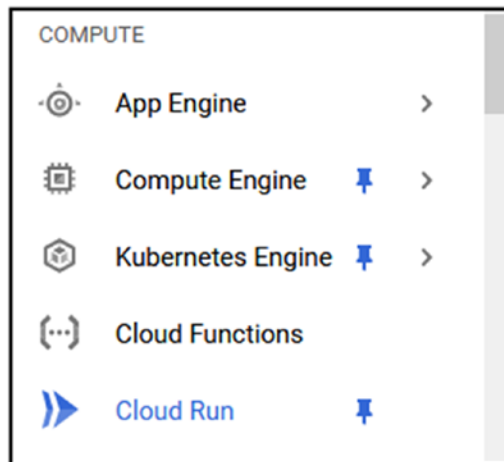 COMPUTE
App Engine
Compute Engine
Kubernetes Engine
Cloud Functions
Cloud Run